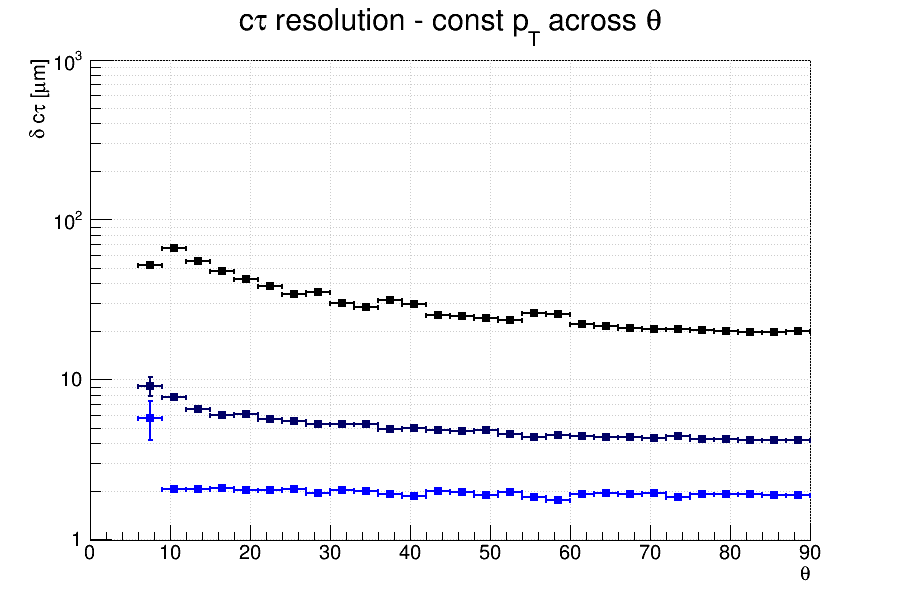 cτ resolution - const p_T across θ
δ cτ [μm]
10^3
10^2
10
1
0 10 20 30 40 50 60 70 80 90
θ